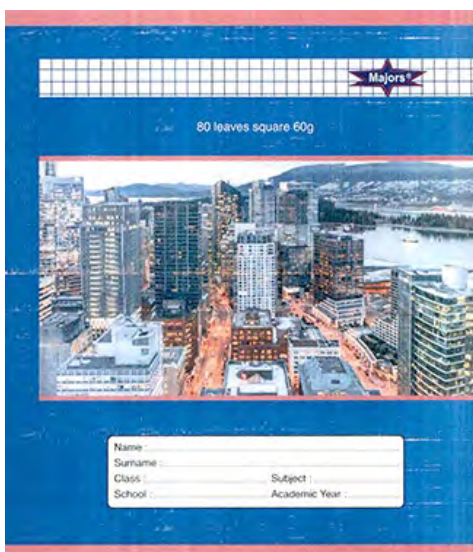 Majors®
80 leaves square 60g
Name :
Surname :
Class : Subject :
School : Academic Year :